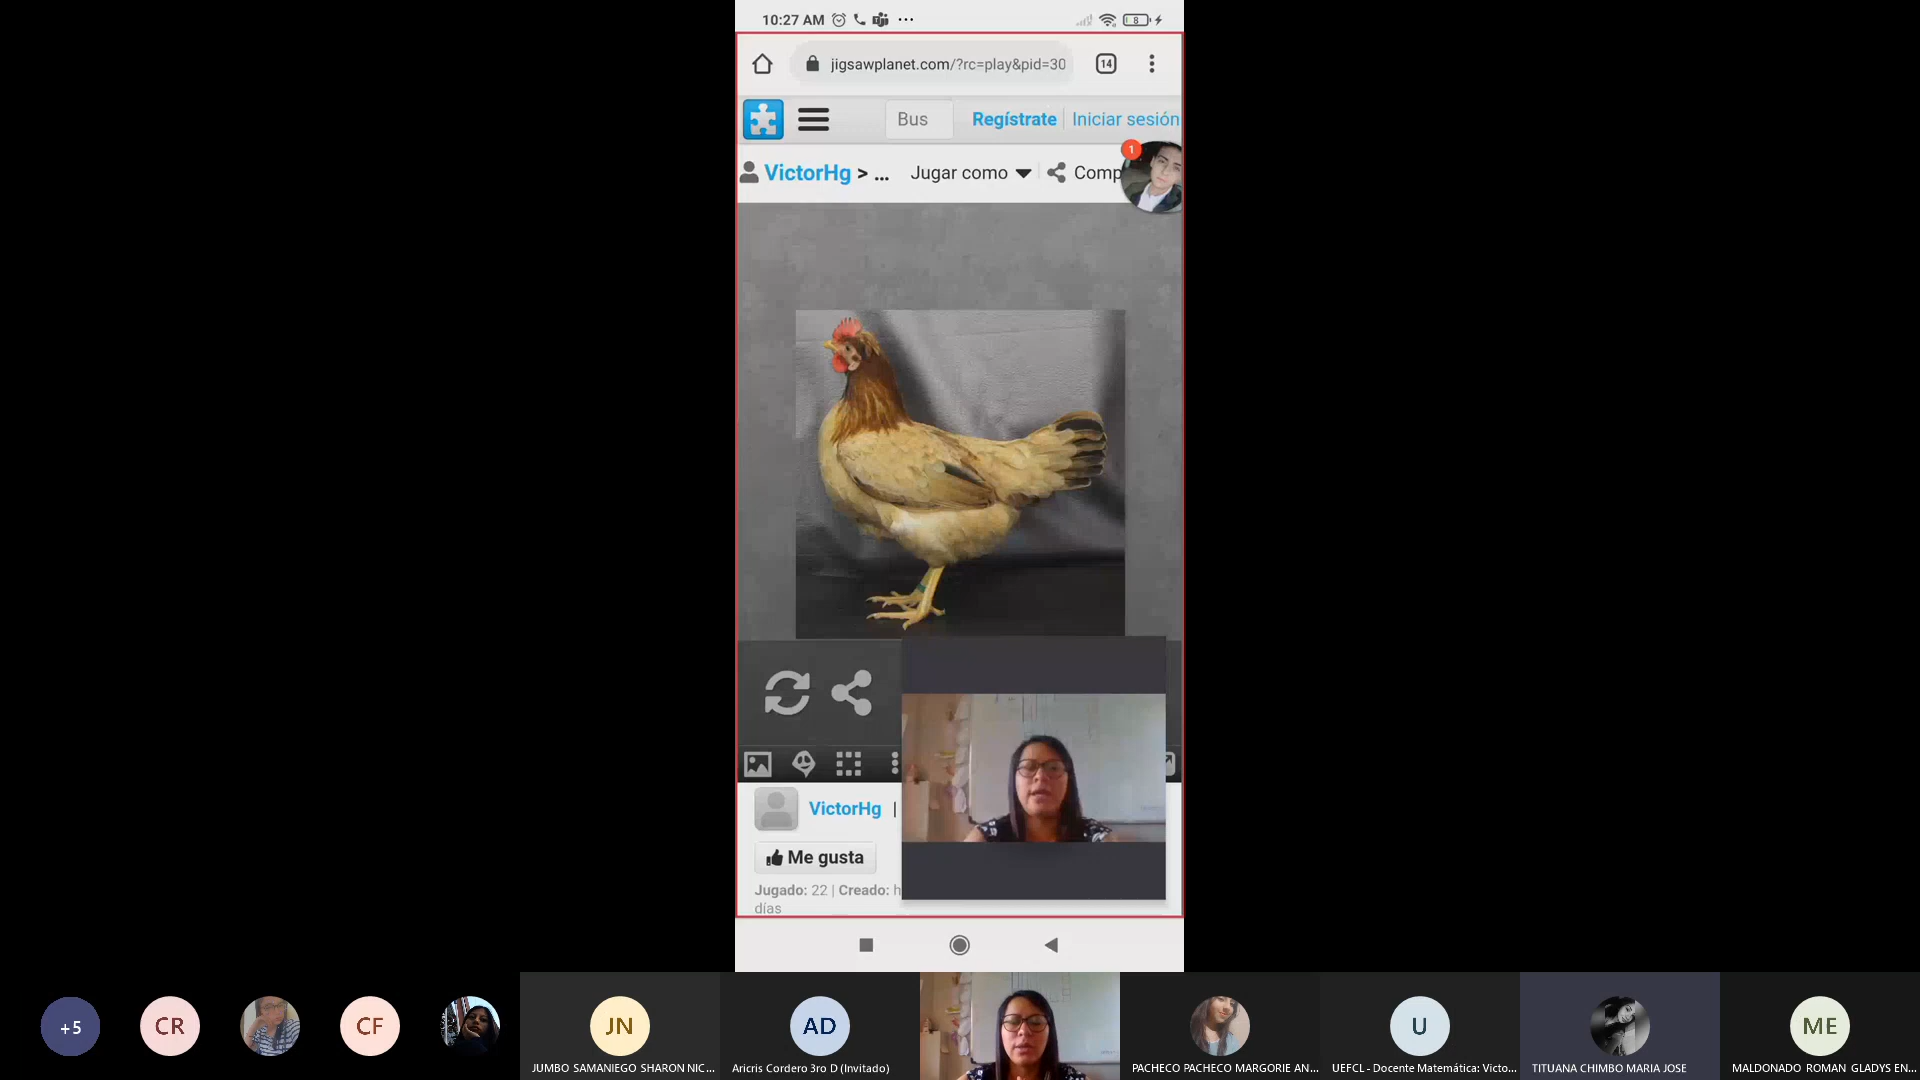 10:27 AM ...
8
jigsawplanet.com/?rc=play&pid=30
14
Bus
Regístrate
Iniciar sesión
1
VictorHg > ...
Jugar como
Comp
VictorHg |
Me gusta
Jugado: 22 | Creado: h
días
+5
CR
CF
JN
AD
U
ME
JUMBO SAMANIEGO SHARON NIC...
Aricris Cordero 3ro D (Invitado)
PACHECO PACHECO MARGORIE AN...
UEFCL - Docente Matemática: Victo...
TITUANA CHIMBO MARIA JOSE
MALDONADO ROMAN GLADYS EN...